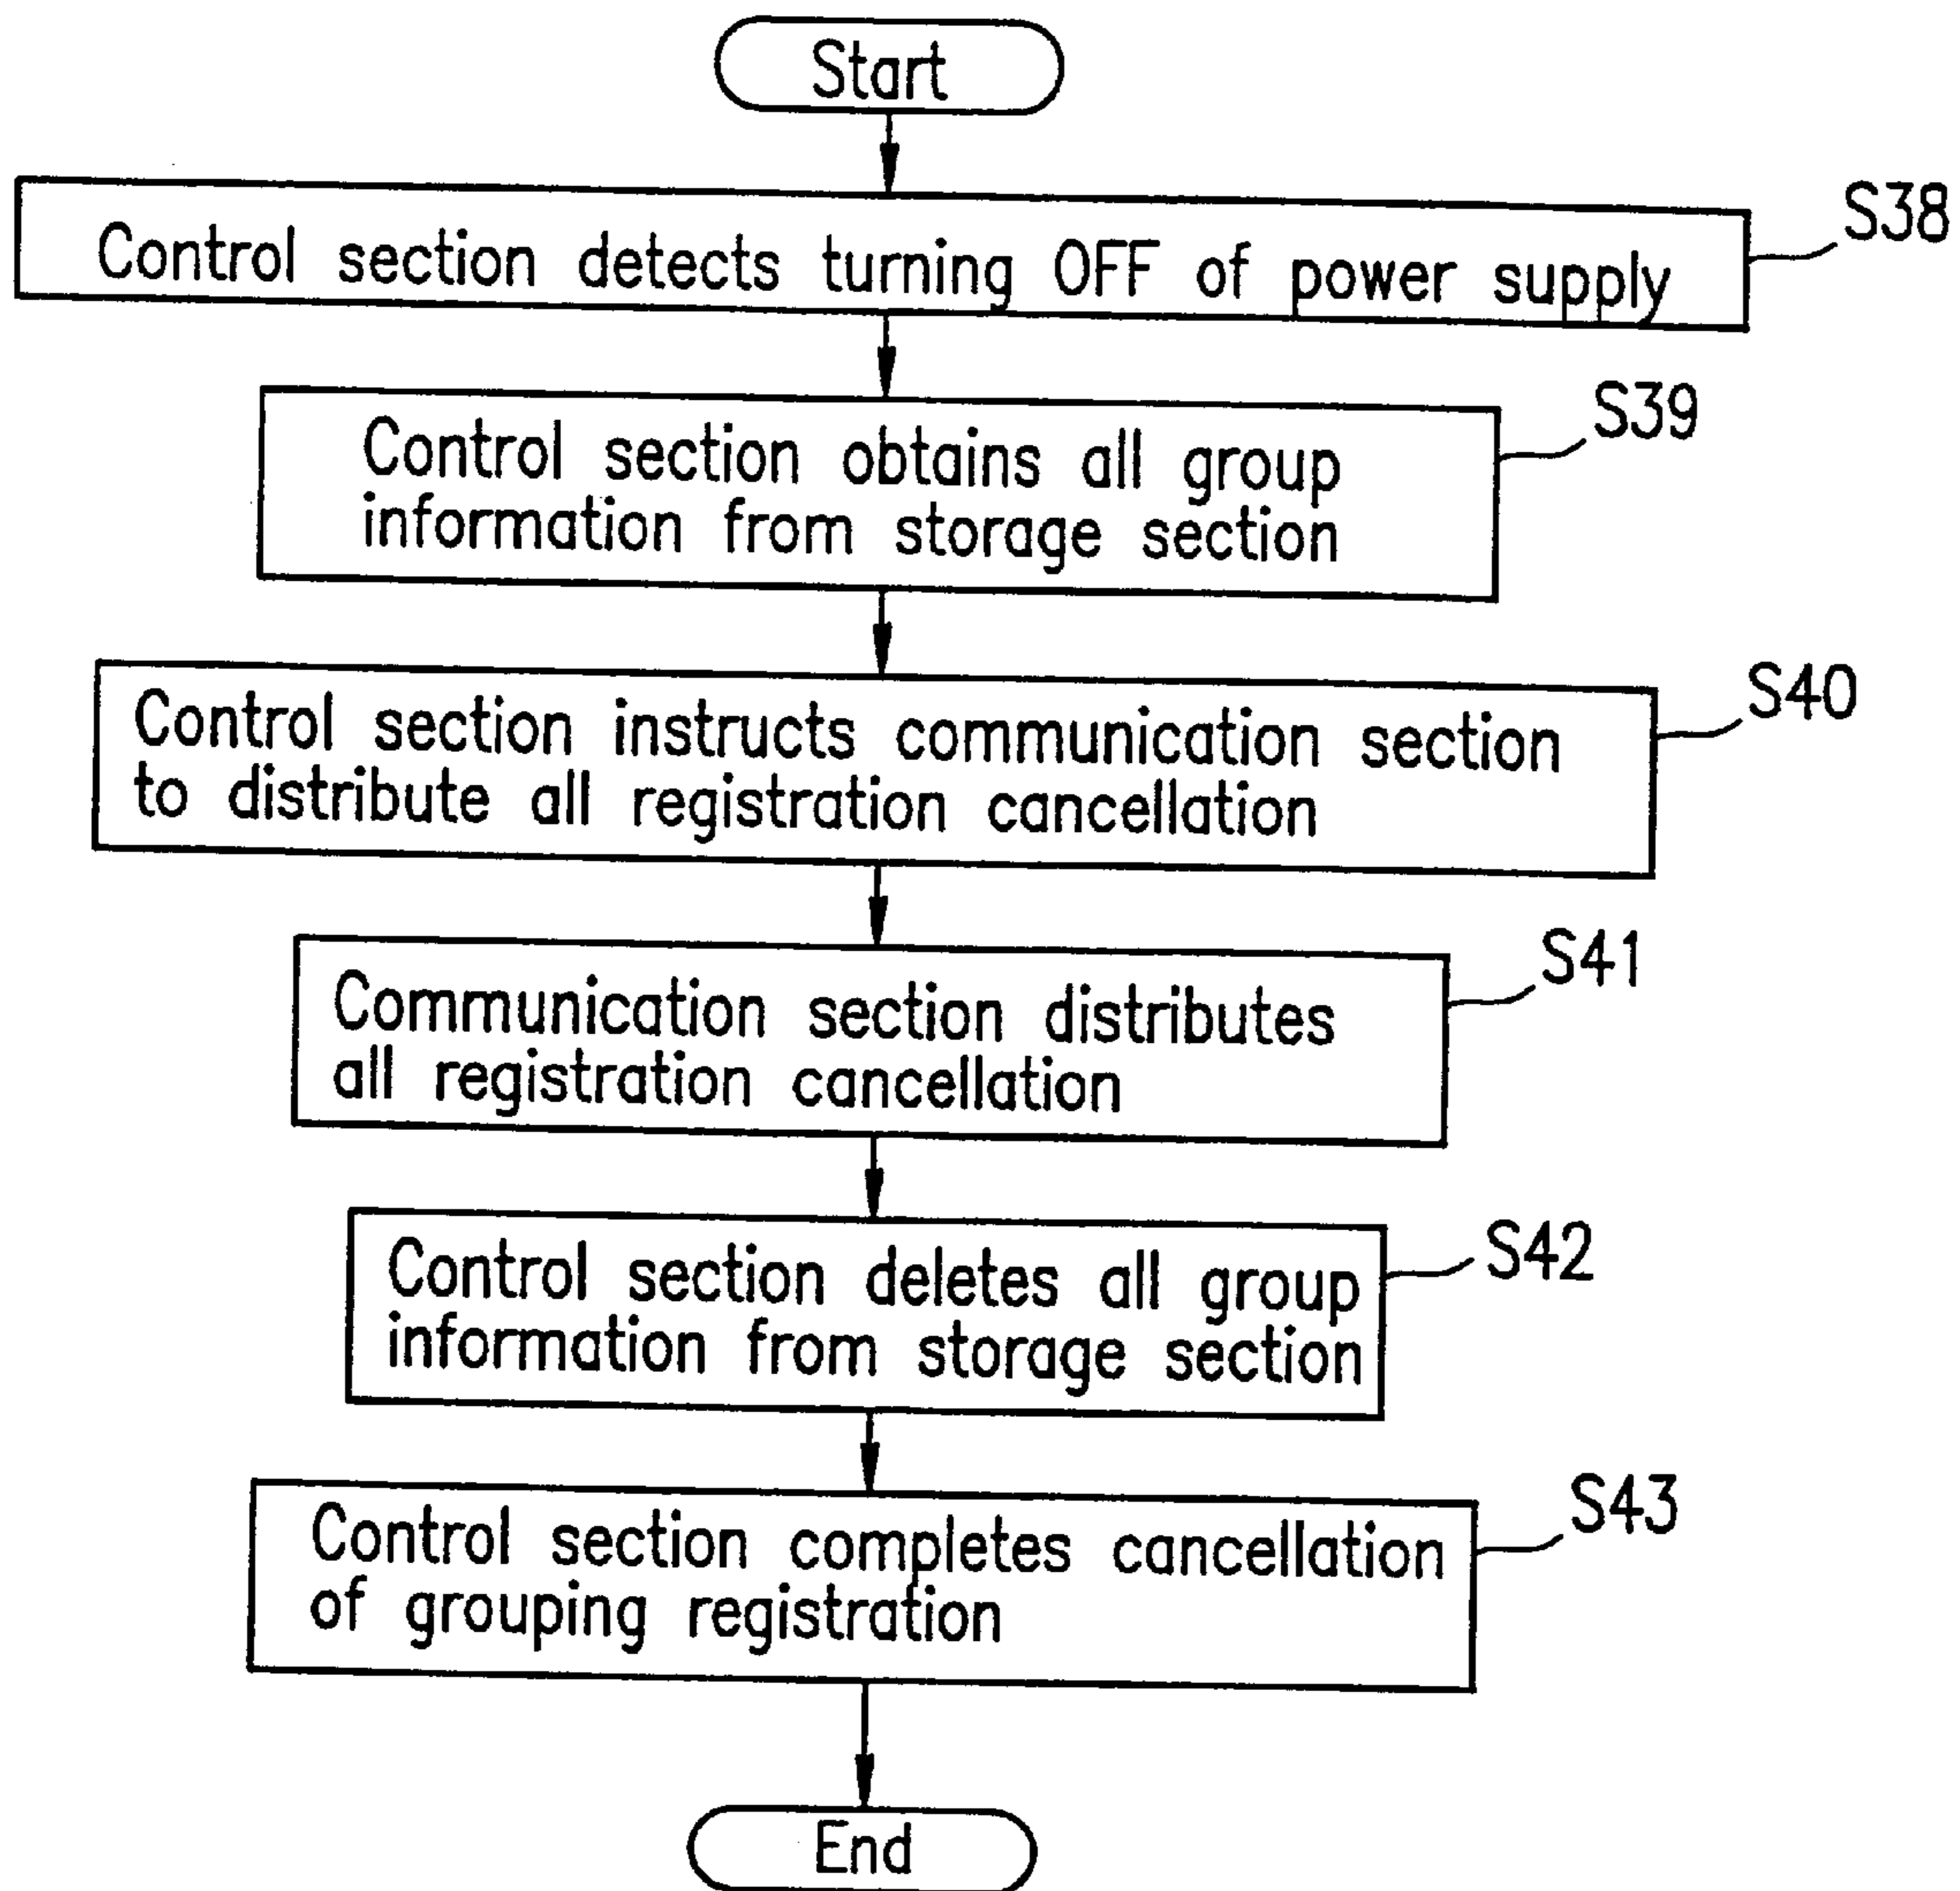 Start
Control section detects turning OFF of power supply
S38
Control section obtains all group
information from storage section
S39
Control section instructs communication section
to distribute all registration cancellation
S40
Communication section distributes
all registration cancellation
S41
Control section deletes all group
information from storage section
S42
Control section completes cancellation
of grouping registration
S43
End